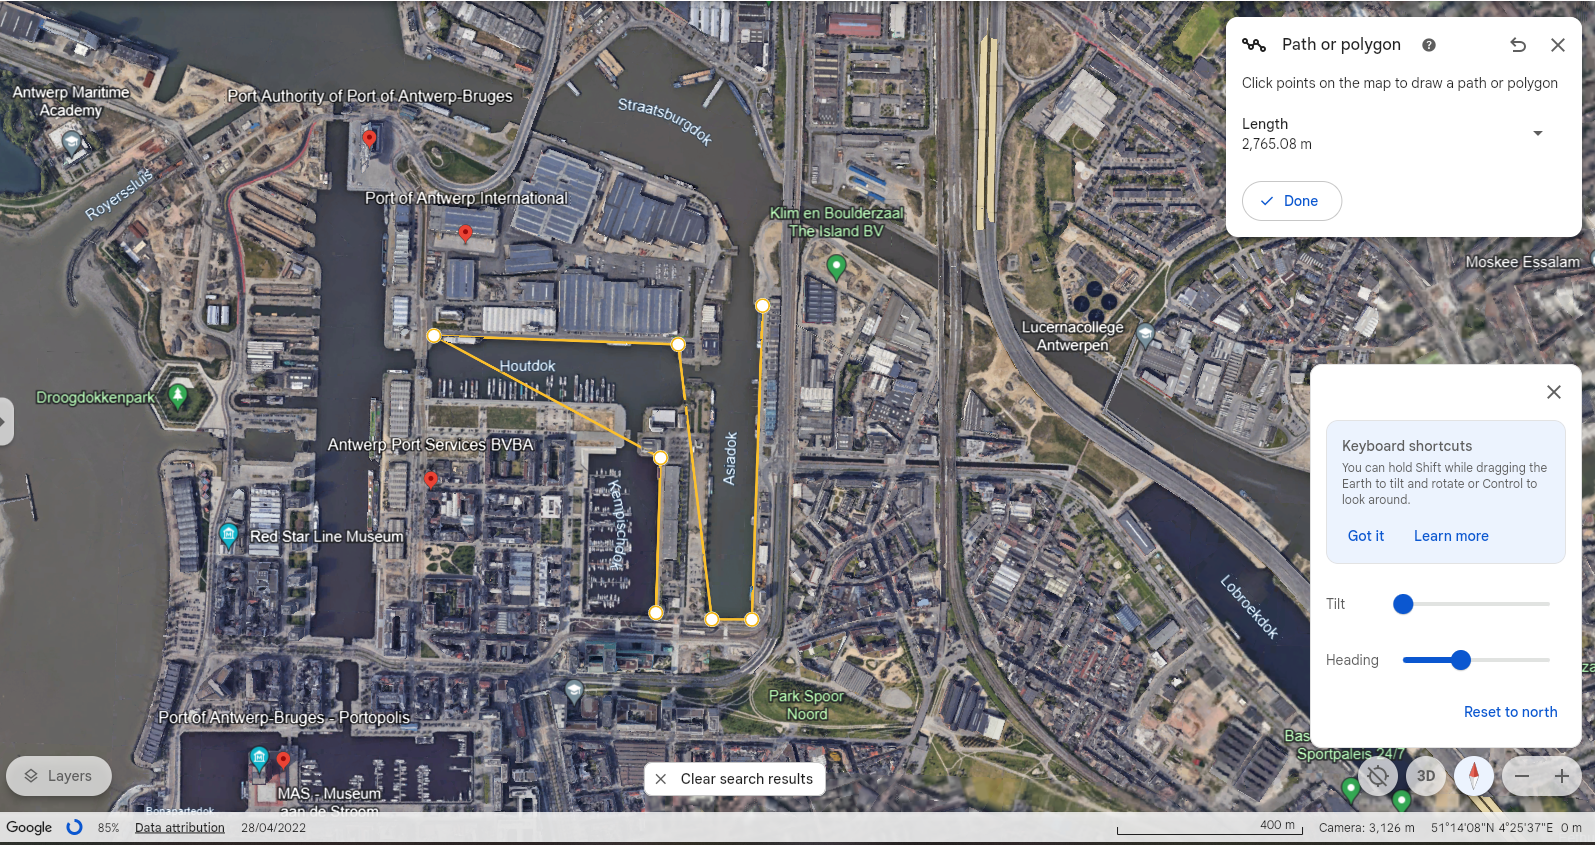 Path or polygon
Click points on the map to draw a path or polygon
Length
2,765.08 m
Done
Antwerp Maritime
Academy
Port Authority of Port of Antwerp-Bruges
Straatsburgdok
Royerssluis
Port of Antwerp International
Klim en Boulderzaal
The Island BV
Moskee Essalam
Lucernacollege
Antwerpen
Houtdok
Droogdokkenpark
Antwerp Port Services BVBA
Asiadok
Kempischdok
Red Star Line Museum
Lobroekdok
Keyboard shortcuts
You can hold Shift while dragging the
Earth to tilt and rotate or Control to
look around.
Got it
Learn more
Tilt
Heading
Reset to north
Park Spoor
Noord
Port of Antwerp-Bruges - Portopolis
Sportpaleis 24/7
Layers
Clear search results
3D
MAS - Museum
aan de Stroom
Bonapartedok
Google
85%
Data attribution
28/04/2022
400 m
Camera: 3,126 m
51°14'08"N 4°25'37"E
0 m